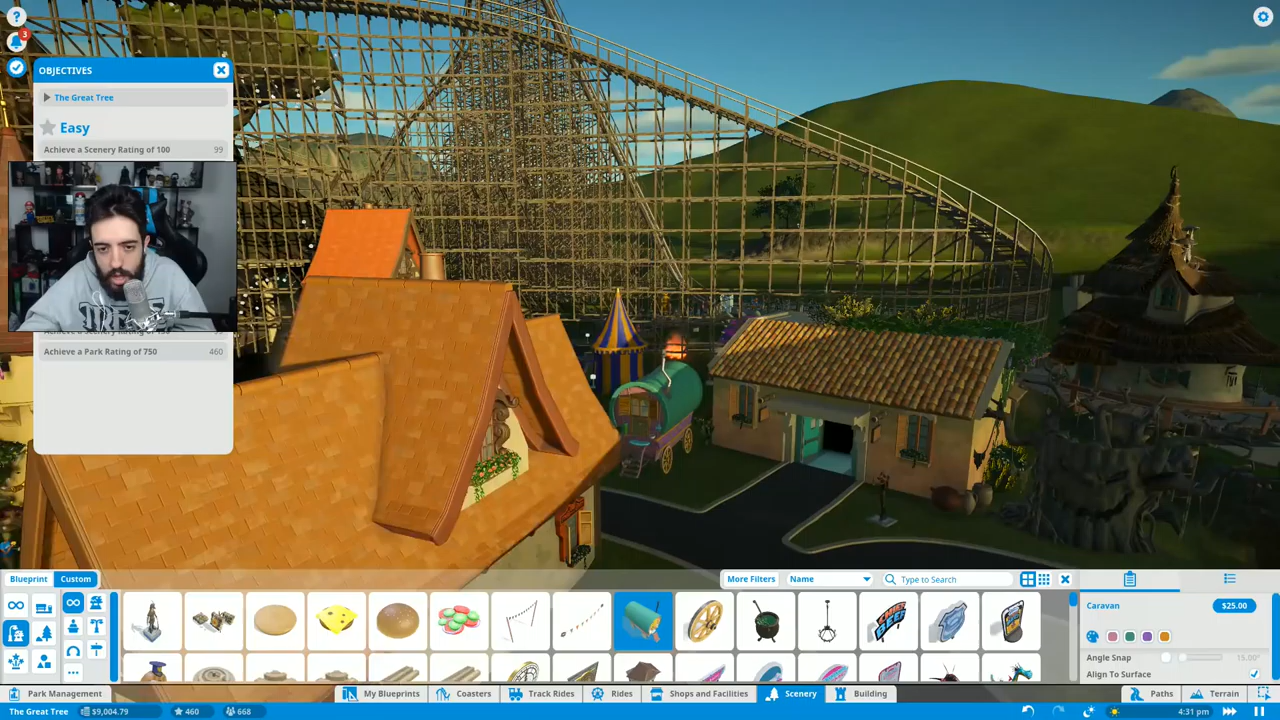 ?
3
OBJECTIVES
The Great Tree
Easy
Achieve a Scenery Rating of 100 99
Achieve a Park Rating of 750 460
Blueprint Custom
More Filters Name Type to Search
Caravan $25.00
Angle Snap 15.00°
Align To Surface
Park Management My Blueprints Coasters Track Rides Rides Shops and Facilities Scenery Building Paths Terrain
The Great Tree $9,004.79 460 668 4:31 pm